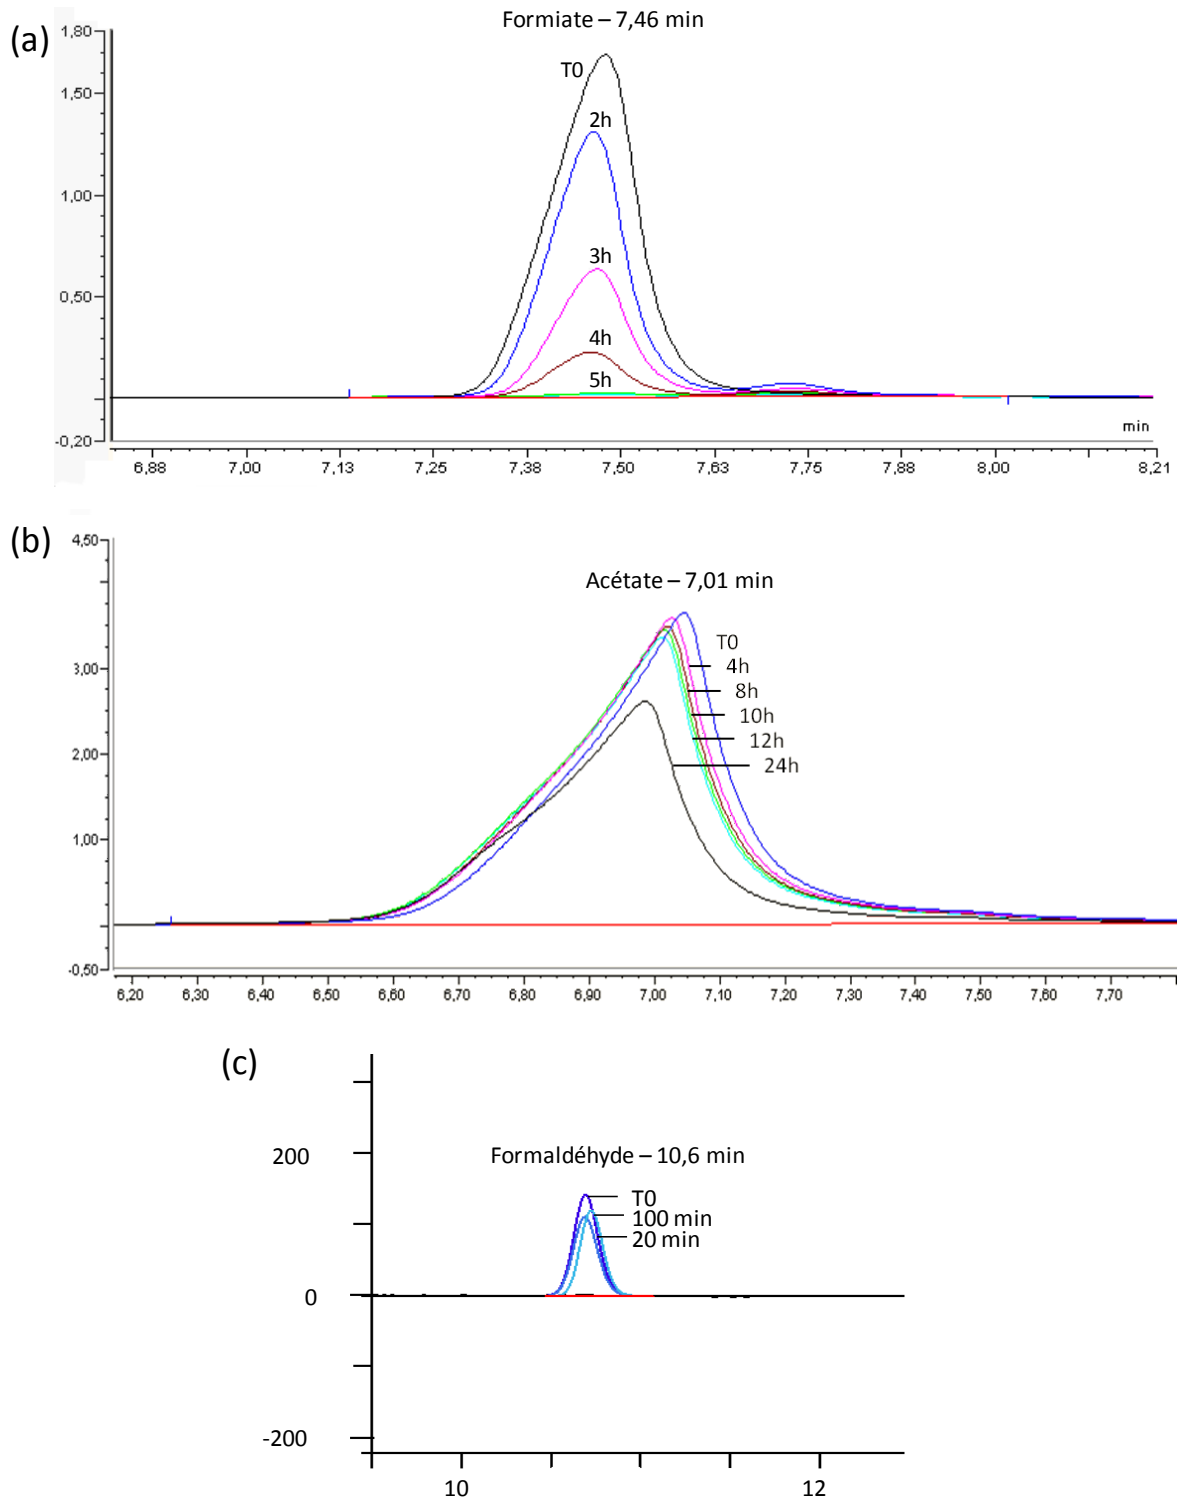 (a)
Formiate – 7,46 min
1,80
T0
1,50
2h
1,00
3h
0,50
4h
5h
min
-0,20
6,88 7,00 7,13 7,25 7,38 7,50 7,63 7,75 7,88 8,00 8,21
(b)
4,50
Acétate – 7,01 min
T0
3,00
4h
8h
10h
2,00
12h
24h
1,00
-0,50
6,20 6,30 6,40 6,50 6,60 6,70 6,80 6,90 7,00 7,10 7,20 7,30 7,40 7,50 7,60 7,70
(c)
200
Formaldéhyde – 10,6 min
T0
100 min
20 min
0
-200
10 12